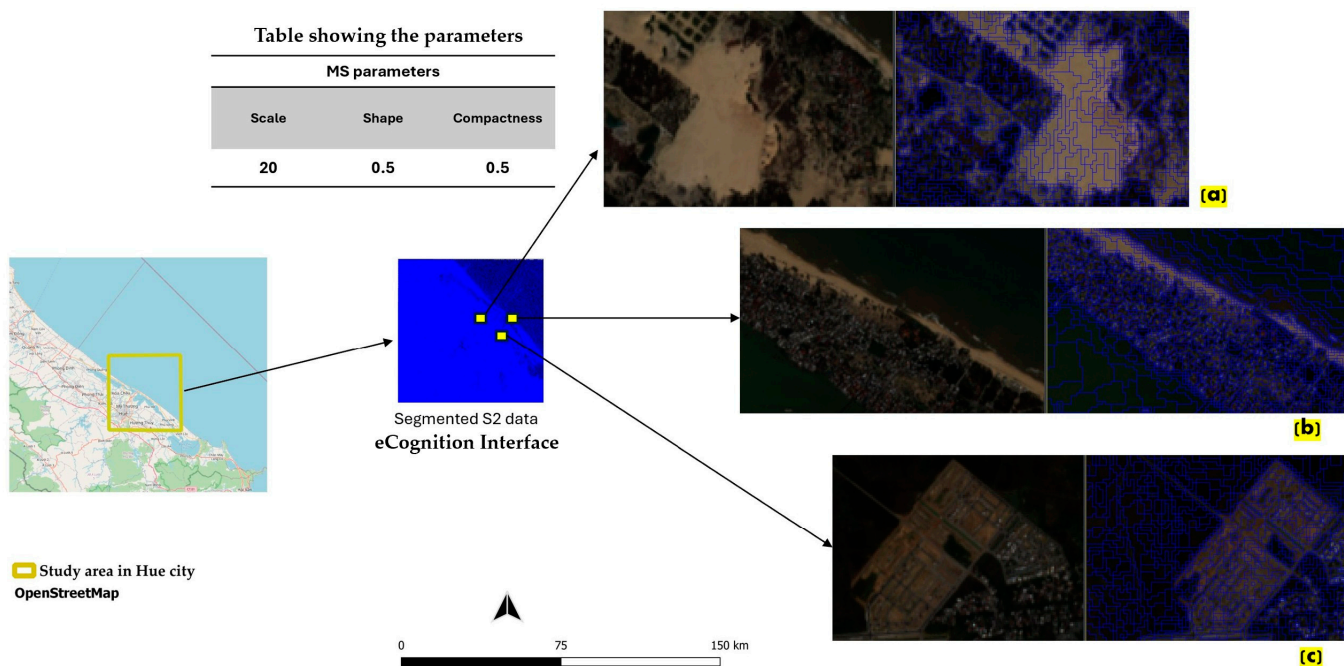 Table showing the parameters
MS parameters
Scale Shape Compactness
20 0.5 0.5
(a)
(b)
Segmented S2 data
eCognition Interface
(c)
Study area in Hue city
OpenStreetMap
0 75 150 km